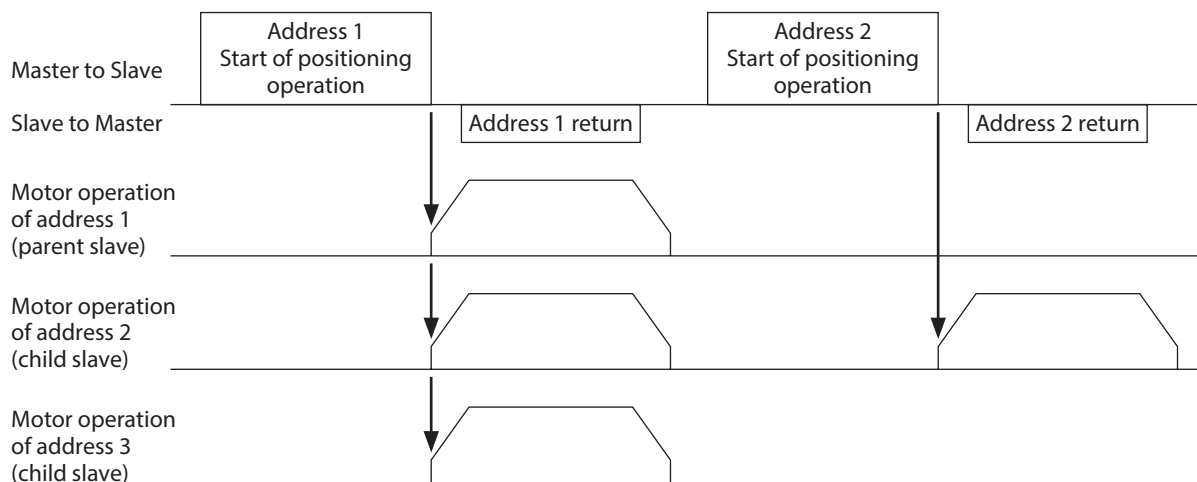 Address 1
Start of positioning
operation
Address 2
Start of positioning
operation
Master to Slave
Slave to Master
Address 1 return
Address 2 return
Motor operation
of address 1
(parent slave)
Motor operation
of address 2
(child slave)
Motor operation
of address 3
(child slave)